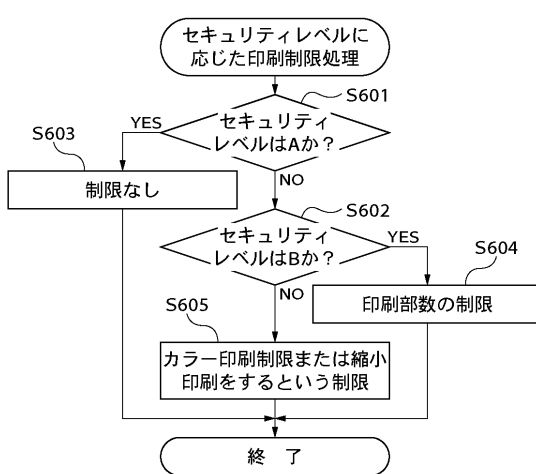 セキュリティレベルに
応じた印刷制限処理
S601
セキュリティ
レベルはAか？
YES
S603
制限なし
NO
S602
セキュリティ
レベルはBか？
YES
S604
印刷部数の制限
NO
S605
カラー印刷制限または縮小
印刷をするという制限
終　了